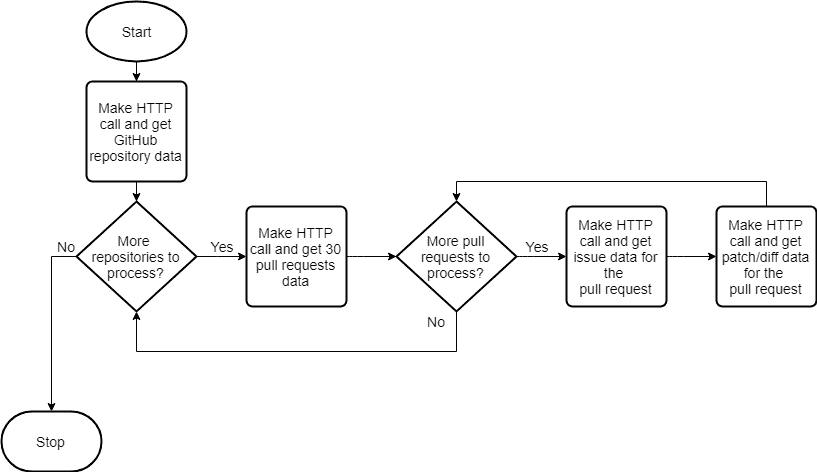 Start
Make HTTP
call and get
GitHub
repository data
More
repositories to
process?
No
Yes
Make HTTP
call and get 30
pull requests
data
More pull
requests to
process?
Yes
No
Make HTTP
call and get
issue data for
the
pull request
Make HTTP
call and get
patch/diff data
for the
pull request
Stop